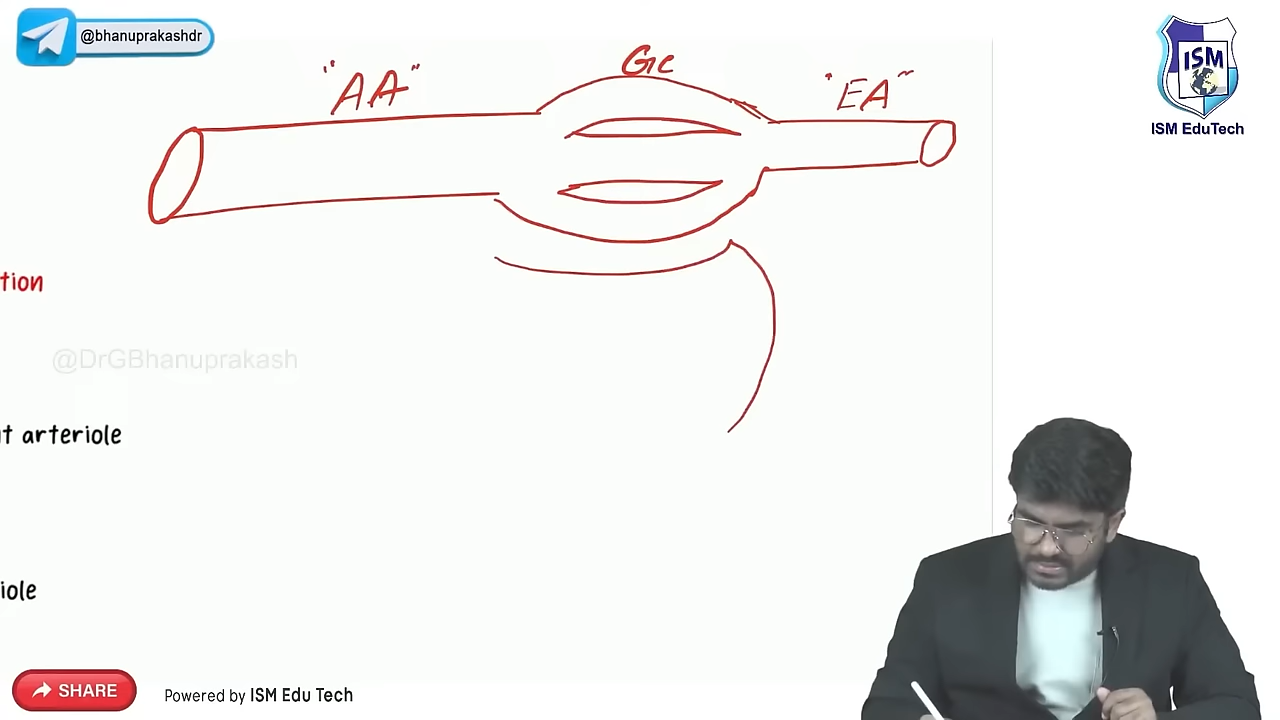 @bhanuprakashdr
"AA"
GC
"EA"
ISM
ISM EduTech
tion
@DrGBhanuprakash
t arteriole
iole
SHARE
Powered by ISM Edu Tech